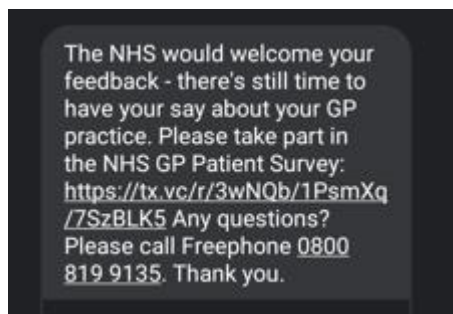 The NHS would welcome your
feedback - there's still time to
have your say about your GP
practice. Please take part in
the NHS GP Patient Survey:
https://tx.vc/r/3wNQb/1PsmXq
/7SzBLK5 Any questions?
Please call Freephone 0800
819 9135. Thank you.